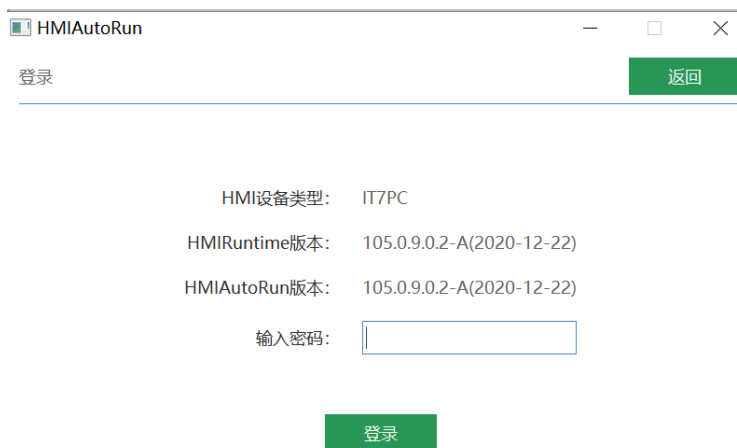 HMIAutoRun
登录 返回
HMI设备类型： IT7PC
HMIRuntime版本： 105.0.9.0.2-A(2020-12-22)
HMIAutoRun版本： 105.0.9.0.2-A(2020-12-22)
输入密码：
登录